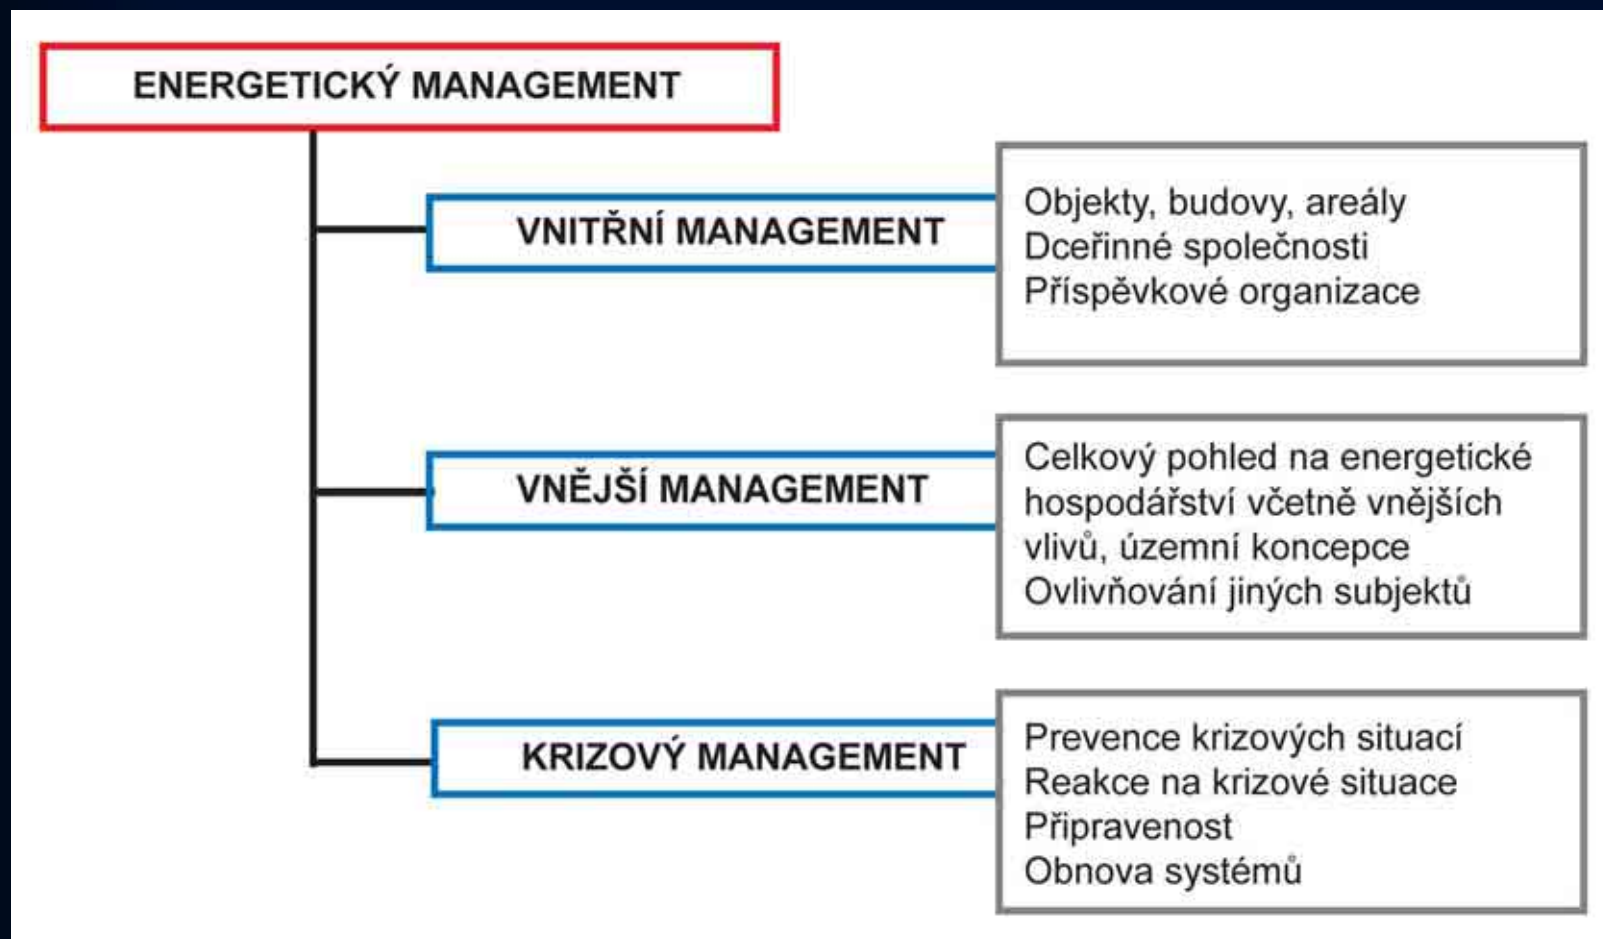 ENERGETICKÝ MANAGEMENT
VNITŘNÍ MANAGEMENT
Objekty, budovy, areály
Dceřinné společnosti
Příspěvkové organizace
VNĚJŠÍ MANAGEMENT
Celkový pohled na energetické
hospodářství včetně vnějších
vlivů, územní koncepce
Ovlivňování jiných subjektů
KRIZOVÝ MANAGEMENT
Prevence krizových situací
Reakce na krizové situace
Připravenost
Obnova systémů